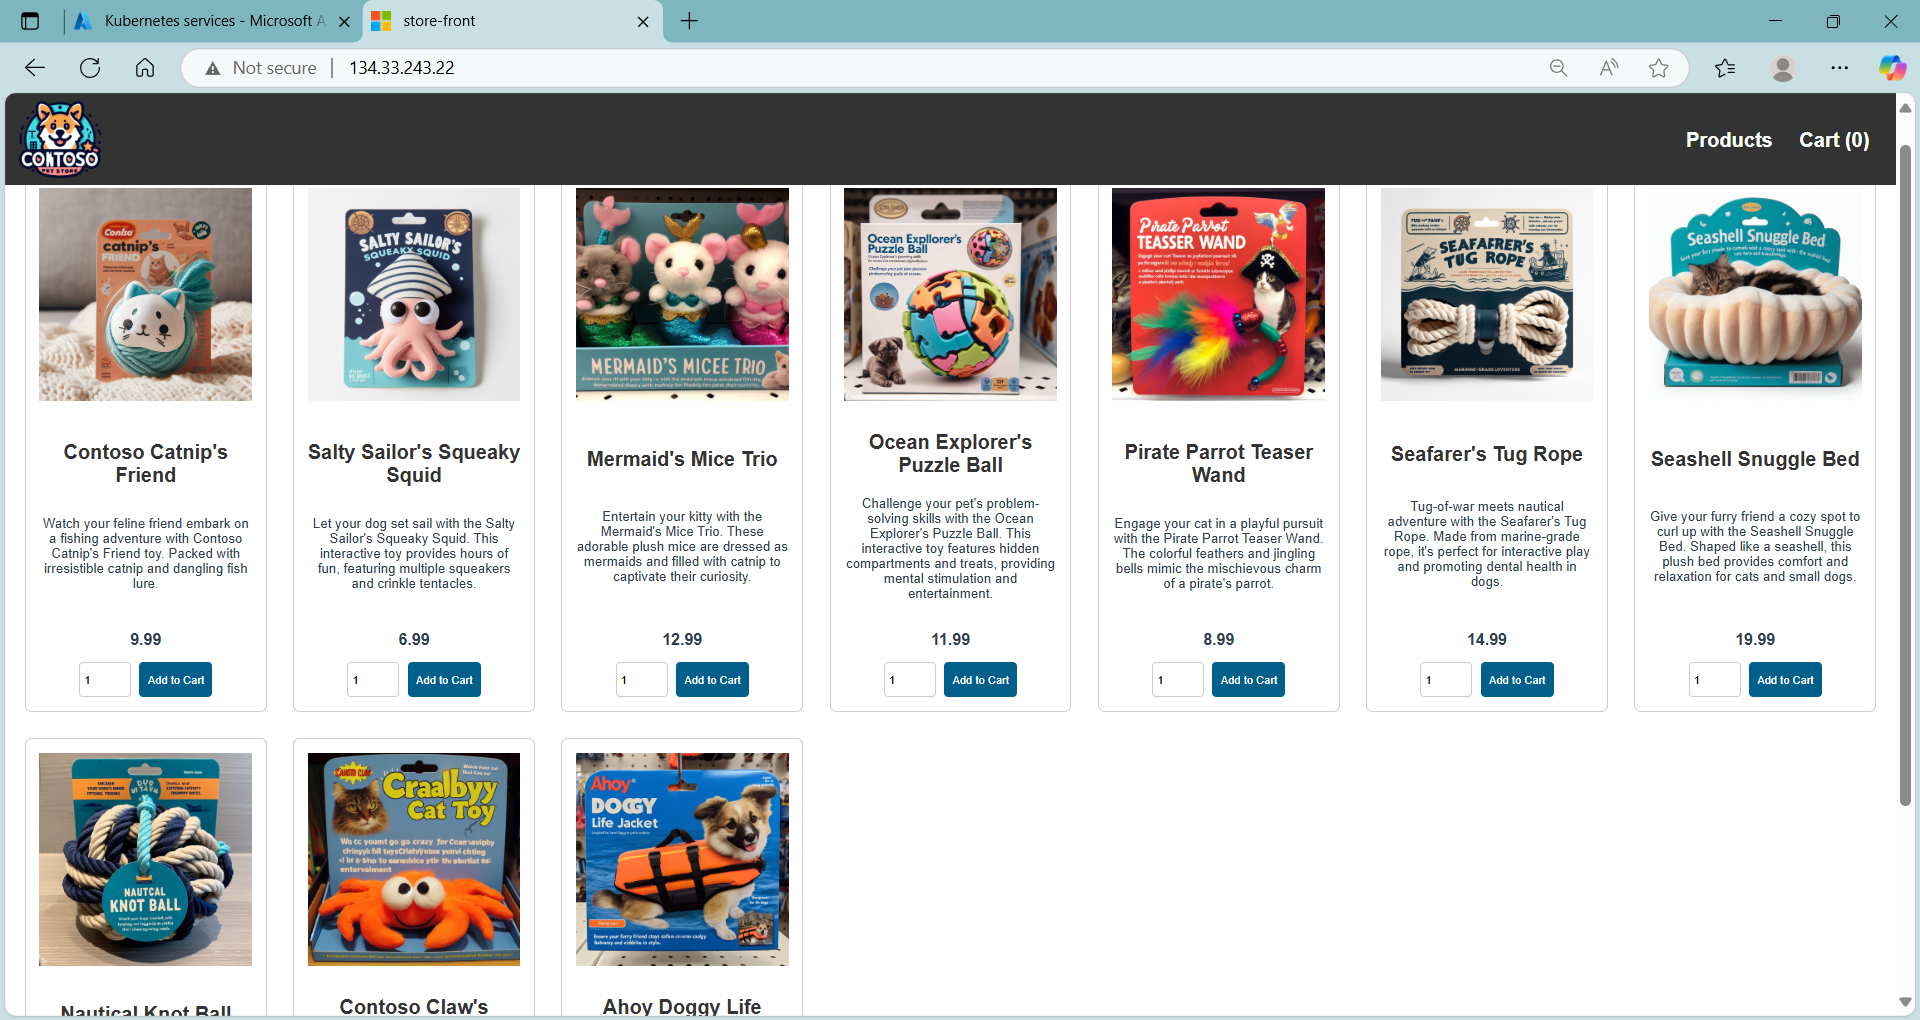 Kubernetes services - Microsoft A
store-front
Not secure
134.33.243.22
CONTOSO
PET STORE
Products
Cart (0)
Conso
catnip's
FRIEND
SALTY SAILOR'S
SQUEAKY SQUID
MERMAID'S MICEE TRIO
Ocean Expllorer's
Puzzle Ball
Pirate Parrot
TEASSER WAND
SEAFAFRER'S
TUG ROPE
Seashell Snuggle Bed
Contoso Catnip's
Friend
Watch your feline friend embark on
a fishing adventure with Contoso
Catnip's Friend toy. Packed with
irresistible catnip and dangling fish
lure.
9.99
1
Add to Cart
Salty Sailor's Squeaky
Squid
Let your dog set sail with the Salty
Sailor's Squeaky Squid. This
interactive toy provides hours of
fun, featuring multiple squeakers
and crinkle tentacles.
6.99
1
Add to Cart
Mermaid's Mice Trio
Entertain your kitty with the
Mermaid's Mice Trio. These
adorable plush mice are dressed as
mermaids and filled with catnip to
captivate their curiosity.
12.99
1
Add to Cart
Ocean Explorer's
Puzzle Ball
Challenge your pet's problem-
solving skills with the Ocean
Explorer's Puzzle Ball. This
interactive toy features hidden
compartments and treats, providing
mental stimulation and
entertainment.
11.99
1
Add to Cart
Pirate Parrot Teaser
Wand
Engage your cat in a playful pursuit
with the Pirate Parrot Teaser Wand.
The colorful feathers and jingling
bells mimic the mischievous charm
of a pirate's parrot.
8.99
1
Add to Cart
Seafarer's Tug Rope
Tug-of-war meets nautical
adventure with the Seafarer's Tug
Rope. Made from marine-grade
rope, it's perfect for interactive play
and promoting dental health in
dogs.
14.99
1
Add to Cart
Seashell Snuggle Bed
Give your furry friend a cozy spot to
curl up with the Seashell Snuggle
Bed. Shaped like a seashell, this
plush bed provides comfort and
relaxation for cats and small dogs.
19.99
1
Add to Cart
NAUTCAL
KNOT BALL
Craalbyy
Cat Toy
Ahoy
DOGGY
Life Jacket
Nautical Knot Ball
Contoso Claw's
Ahoy Doggy Life